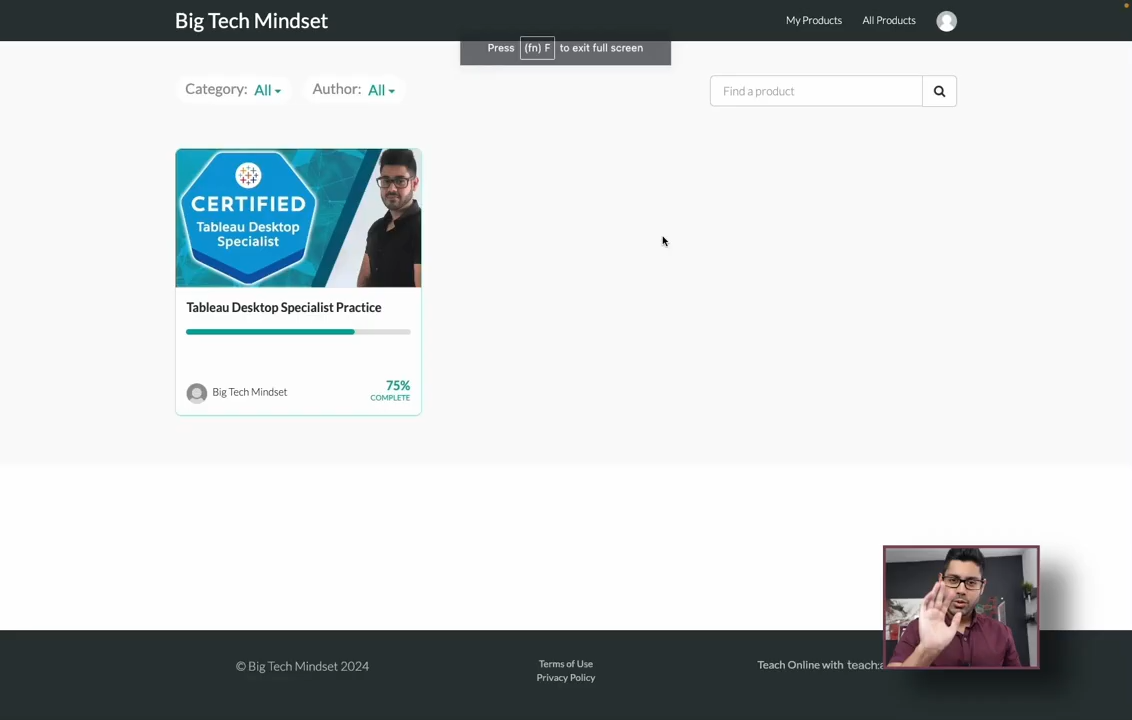 Big Tech Mindset
My Products
All Products
Press (fn) F to exit full screen
Category: All
Author: All
Find a product
CERTIFIED
Tableau Desktop
Specialist
Tableau Desktop Specialist Practice
Big Tech Mindset
75%
COMPLETE
© Big Tech Mindset 2024
Terms of Use
Privacy Policy
Teach Online with